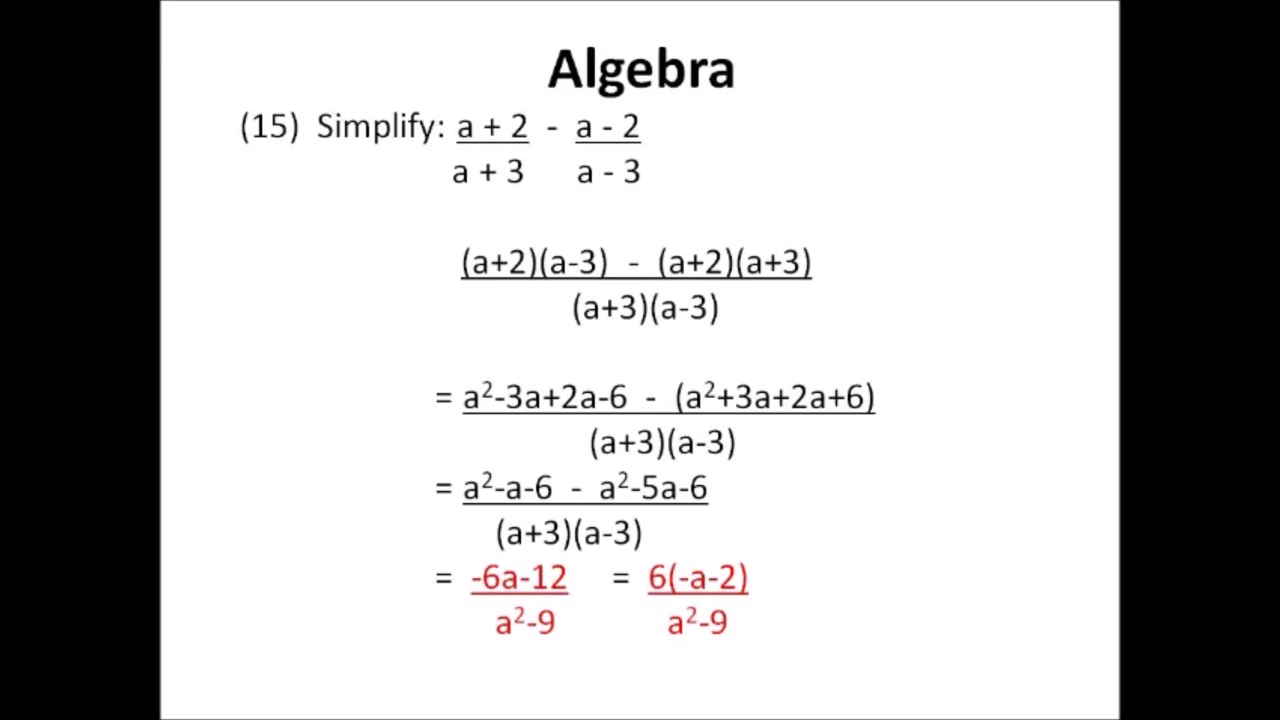 Algebra
(15) Simplify: a + 2 - a - 2
a + 3 a - 3
(a+2)(a-3) - (a+2)(a+3)
(a+3)(a-3)
= a²-3a+2a-6 - (a²+3a+2a+6)
(a+3)(a-3)
= a²-a-6 - a²-5a-6
(a+3)(a-3)
= -6a-12 = 6(-a-2)
a²-9 a²-9